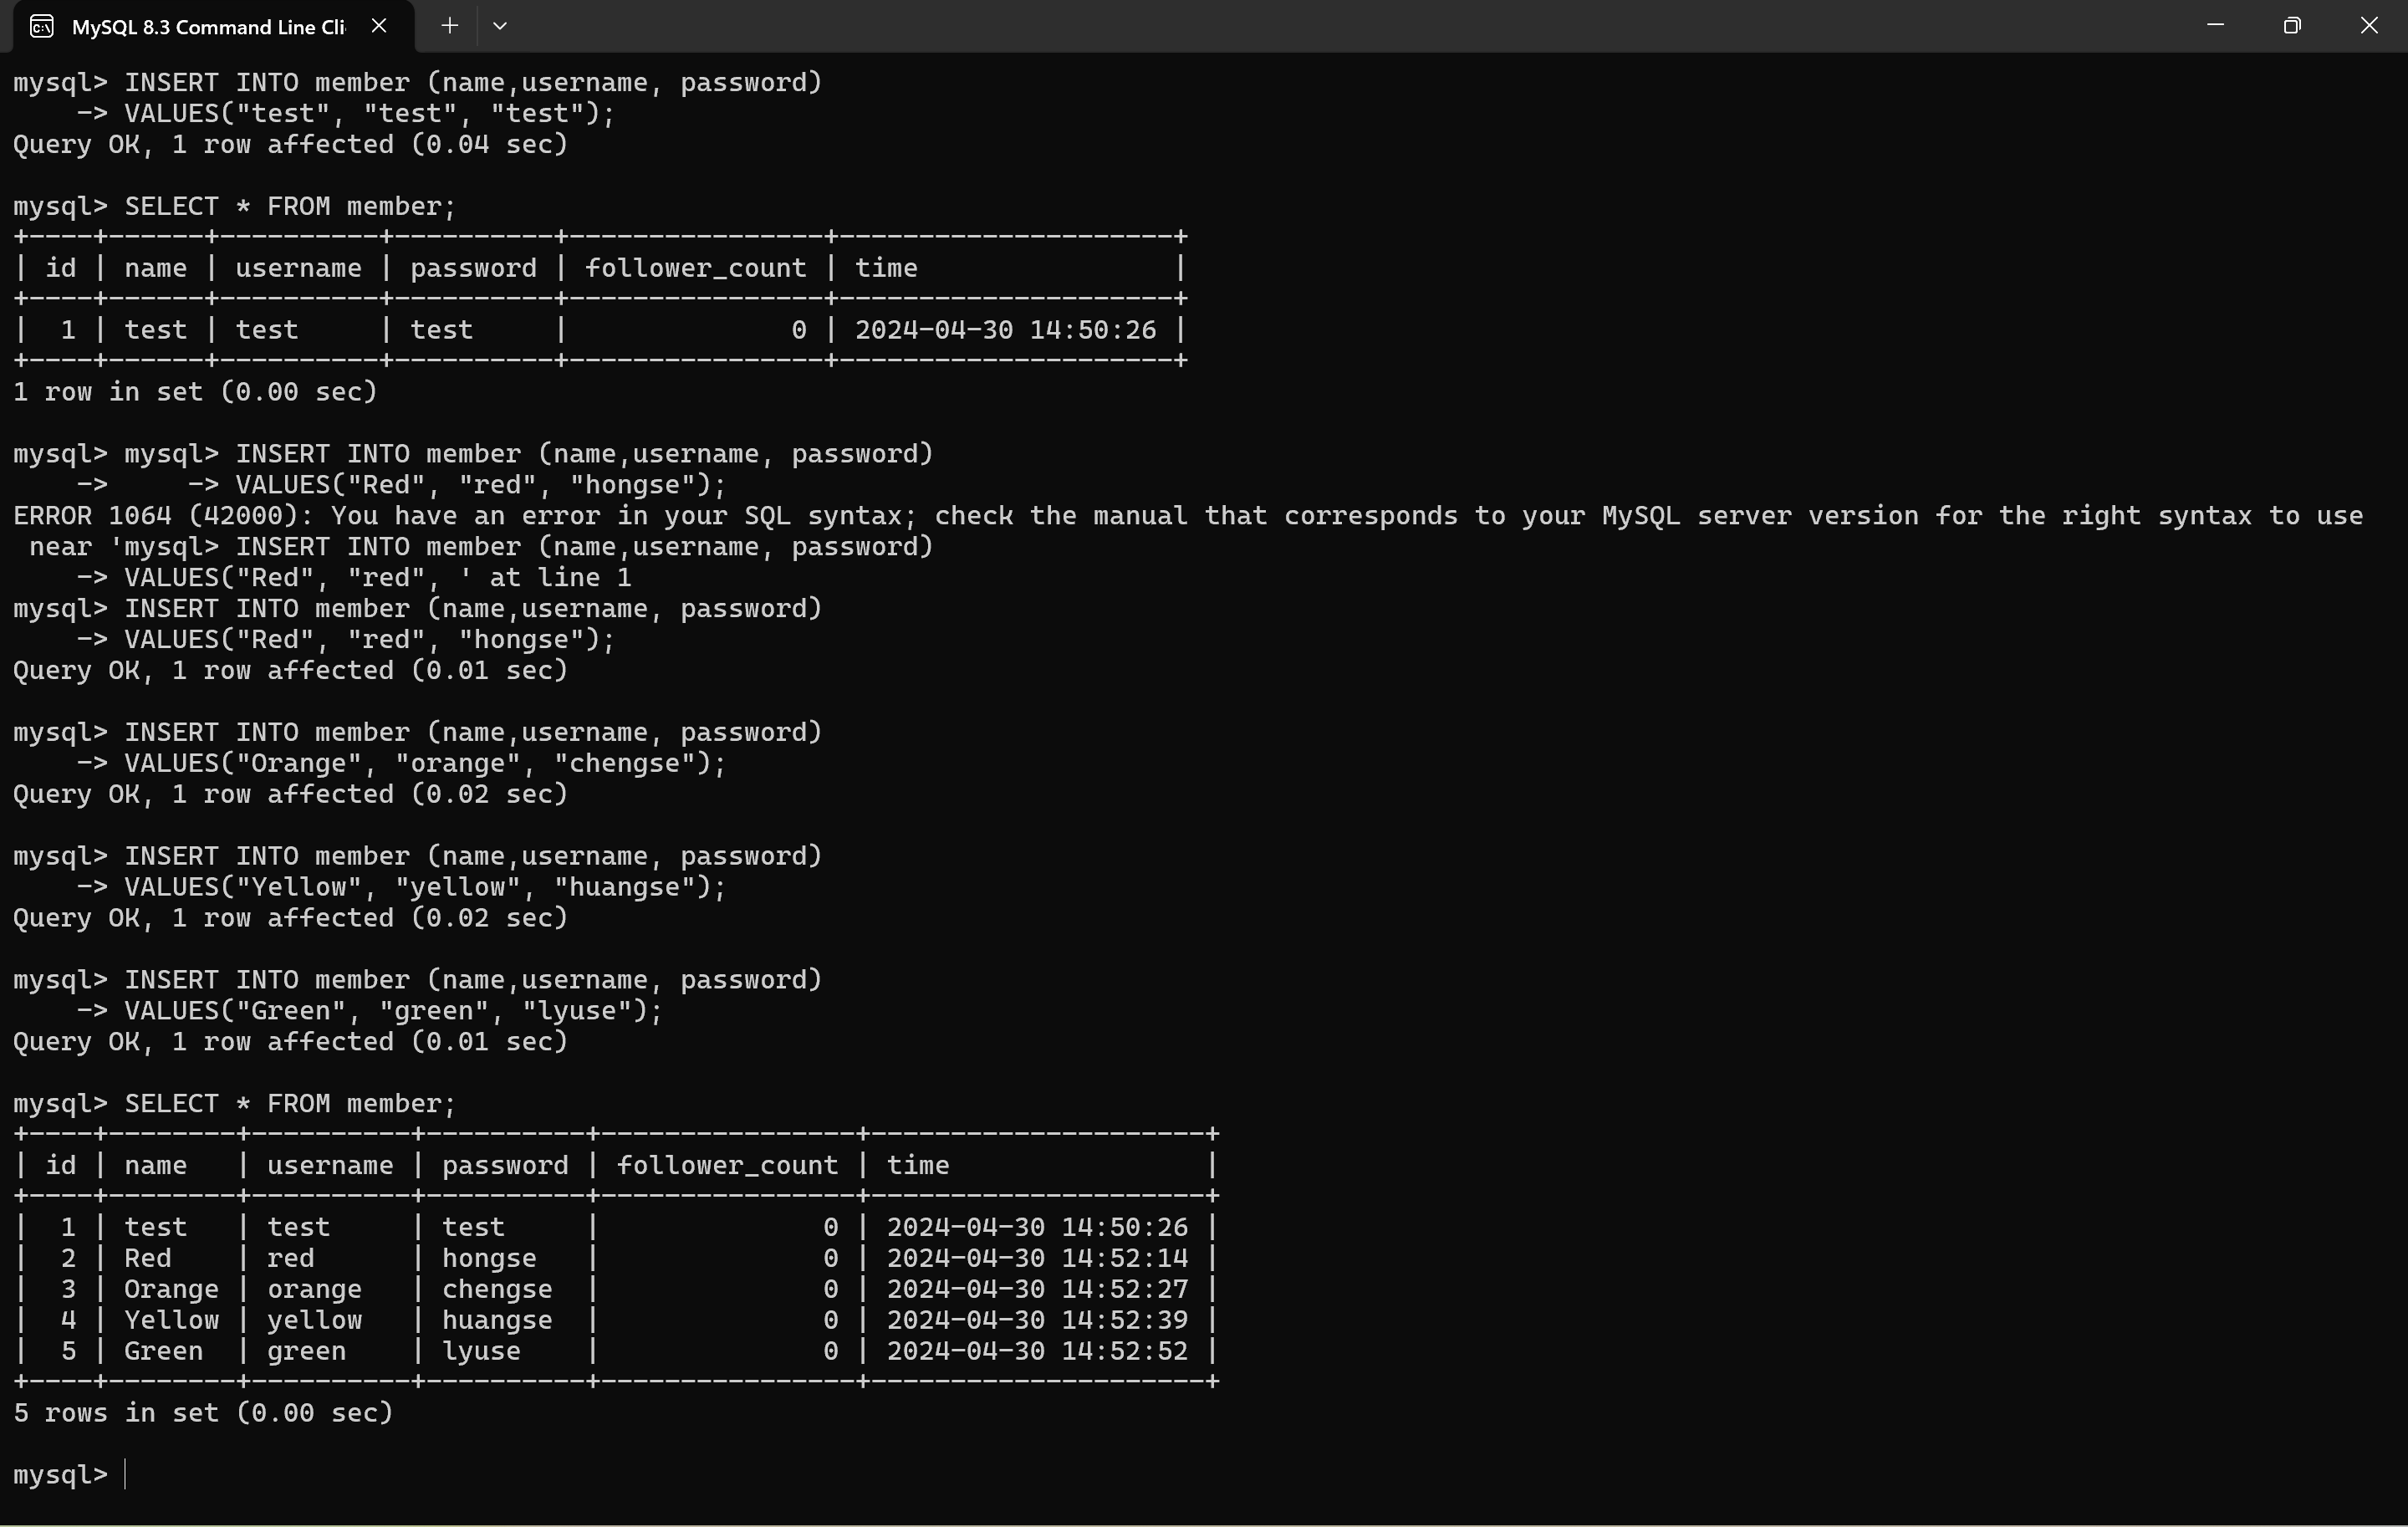 MySQL 8.3 Command Line Cli
mysql> INSERT INTO member (name,username, password)
    -> VALUES("test", "test", "test");
Query OK, 1 row affected (0.04 sec)

mysql> SELECT * FROM member;
+----+------+----------+----------+----------------+---------------------+
| id | name | username | password | follower_count | time                |
+----+------+----------+----------+----------------+---------------------+
|  1 | test | test     | test     |              0 | 2024-04-30 14:50:26 |
+----+------+----------+----------+----------------+---------------------+
1 row in set (0.00 sec)

mysql> mysql> INSERT INTO member (name,username, password)
    ->     -> VALUES("Red", "red", "hongse");
ERROR 1064 (42000): You have an error in your SQL syntax; check the manual that corresponds to your MySQL server version for the right syntax to use
 near 'mysql> INSERT INTO member (name,username, password)
    -> VALUES("Red", "red", ' at line 1
mysql> INSERT INTO member (name,username, password)
    -> VALUES("Red", "red", "hongse");
Query OK, 1 row affected (0.01 sec)

mysql> INSERT INTO member (name,username, password)
    -> VALUES("Orange", "orange", "chengse");
Query OK, 1 row affected (0.02 sec)

mysql> INSERT INTO member (name,username, password)
    -> VALUES("Yellow", "yellow", "huangse");
Query OK, 1 row affected (0.02 sec)

mysql> INSERT INTO member (name,username, password)
    -> VALUES("Green", "green", "lyuse");
Query OK, 1 row affected (0.01 sec)

mysql> SELECT * FROM member;
+----+--------+----------+----------+----------------+---------------------+
| id | name   | username | password | follower_count | time                |
+----+--------+----------+----------+----------------+---------------------+
|  1 | test   | test     | test     |              0 | 2024-04-30 14:50:26 |
|  2 | Red    | red      | hongse   |              0 | 2024-04-30 14:52:14 |
|  3 | Orange | orange   | chengse  |              0 | 2024-04-30 14:52:27 |
|  4 | Yellow | yellow   | huangse  |              0 | 2024-04-30 14:52:39 |
|  5 | Green  | green    | lyuse    |              0 | 2024-04-30 14:52:52 |
+----+--------+----------+----------+----------------+---------------------+
5 rows in set (0.00 sec)

mysql>